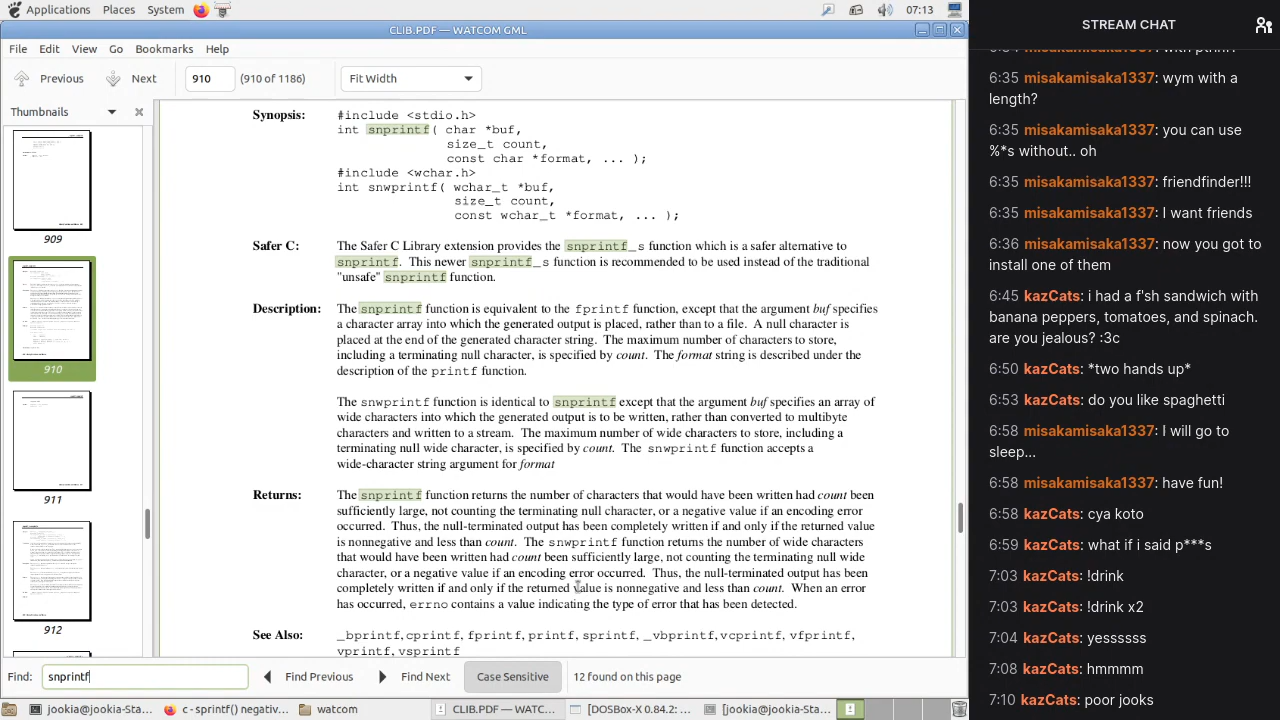 Applications Places System 07:13
CLIB.PDF — WATCOM GML
File Edit View Go Bookmarks Help
Previous Next 910 (910 of 1186) Fit Width
Thumbnails
909
910
911
912
Synopsis: #include <stdio.h>
int snprintf( char *buf,
size_t count,
const char *format, ... );
#include <wchar.h>
int snwprintf( wchar_t *buf,
size_t count,
const wchar_t *format, ... );
Safer C: The Safer C Library extension provides the snprintf_s function which is a safer alternative to
snprintf. This newer snprintf_s function is recommended to be used instead of the traditional
"unsafe" snprintf function.
Description: The snprintf function is equivalent to the fprintf function, except that the argument buf specifies
a character array into which the generated output is placed, rather than to a file. A null character is
placed at the end of the generated character string. The maximum number of characters to store,
including a terminating null character, is specified by count. The format string is described under the
description of the printf function.
The snwprintf function is identical to snprintf except that the argument buf specifies an array of
wide characters into which the generated output is to be written, rather than converted to multibyte
characters and written to a stream. The maximum number of wide characters to store, including a
terminating null wide character, is specified by count. The snwprintf function accepts a
wide-character string argument for format
Returns: The snprintf function returns the number of characters that would have been written had count been
sufficiently large, not counting the terminating null character, or a negative value if an encoding error
occurred. Thus, the null-terminated output has been completely written if and only if the returned value
is nonnegative and less than count. The snwprintf function returns the number of wide characters
that would have been written had count been sufficiently large, not counting the terminating null wide
character, or a negative value if an encoding error occurred. Thus, the null-terminated output has been
completely written if and only if the returned value is nonnegative and less than count. When an error
has occurred, errno contains a value indicating the type of error that has been detected.
See Also: _bprintf, cprintf, fprintf, printf, sprintf, _vbprintf, vcprintf, vfprintf,
vprintf, vsprintf
Find: snprintf Find Previous Find Next Case Sensitive 12 found on this page
jookia@jookia-Sta... c - sprintf() negat... watcom CLIB.PDF — WATC... [DOSBox-X 0.84.2: ... [jookia@jookia-Sta...
STREAM CHAT
misakamisaka1337:
6:35 misakamisaka1337: wym with a
length?
6:35 misakamisaka1337: you can use
%*s without.. oh
6:35 misakamisaka1337: friendfinder!!!
6:35 misakamisaka1337: I want friends
6:36 misakamisaka1337: now you got to
install one of them
6:45 kazCats: i had a f'sh sandwich with
banana peppers, tomatoes, and spinach.
are you jealous? :3c
6:50 kazCats: *two hands up*
6:53 kazCats: do you like spaghetti
6:58 misakamisaka1337: I will go to
sleep...
6:58 misakamisaka1337: have fun!
6:58 kazCats: cya koto
6:59 kazCats: what if i said p***s
7:03 kazCats: !drink
7:03 kazCats: !drink x2
7:04 kazCats: yessssss
7:08 kazCats: hmmmm
7:10 kazCats: poor jooks